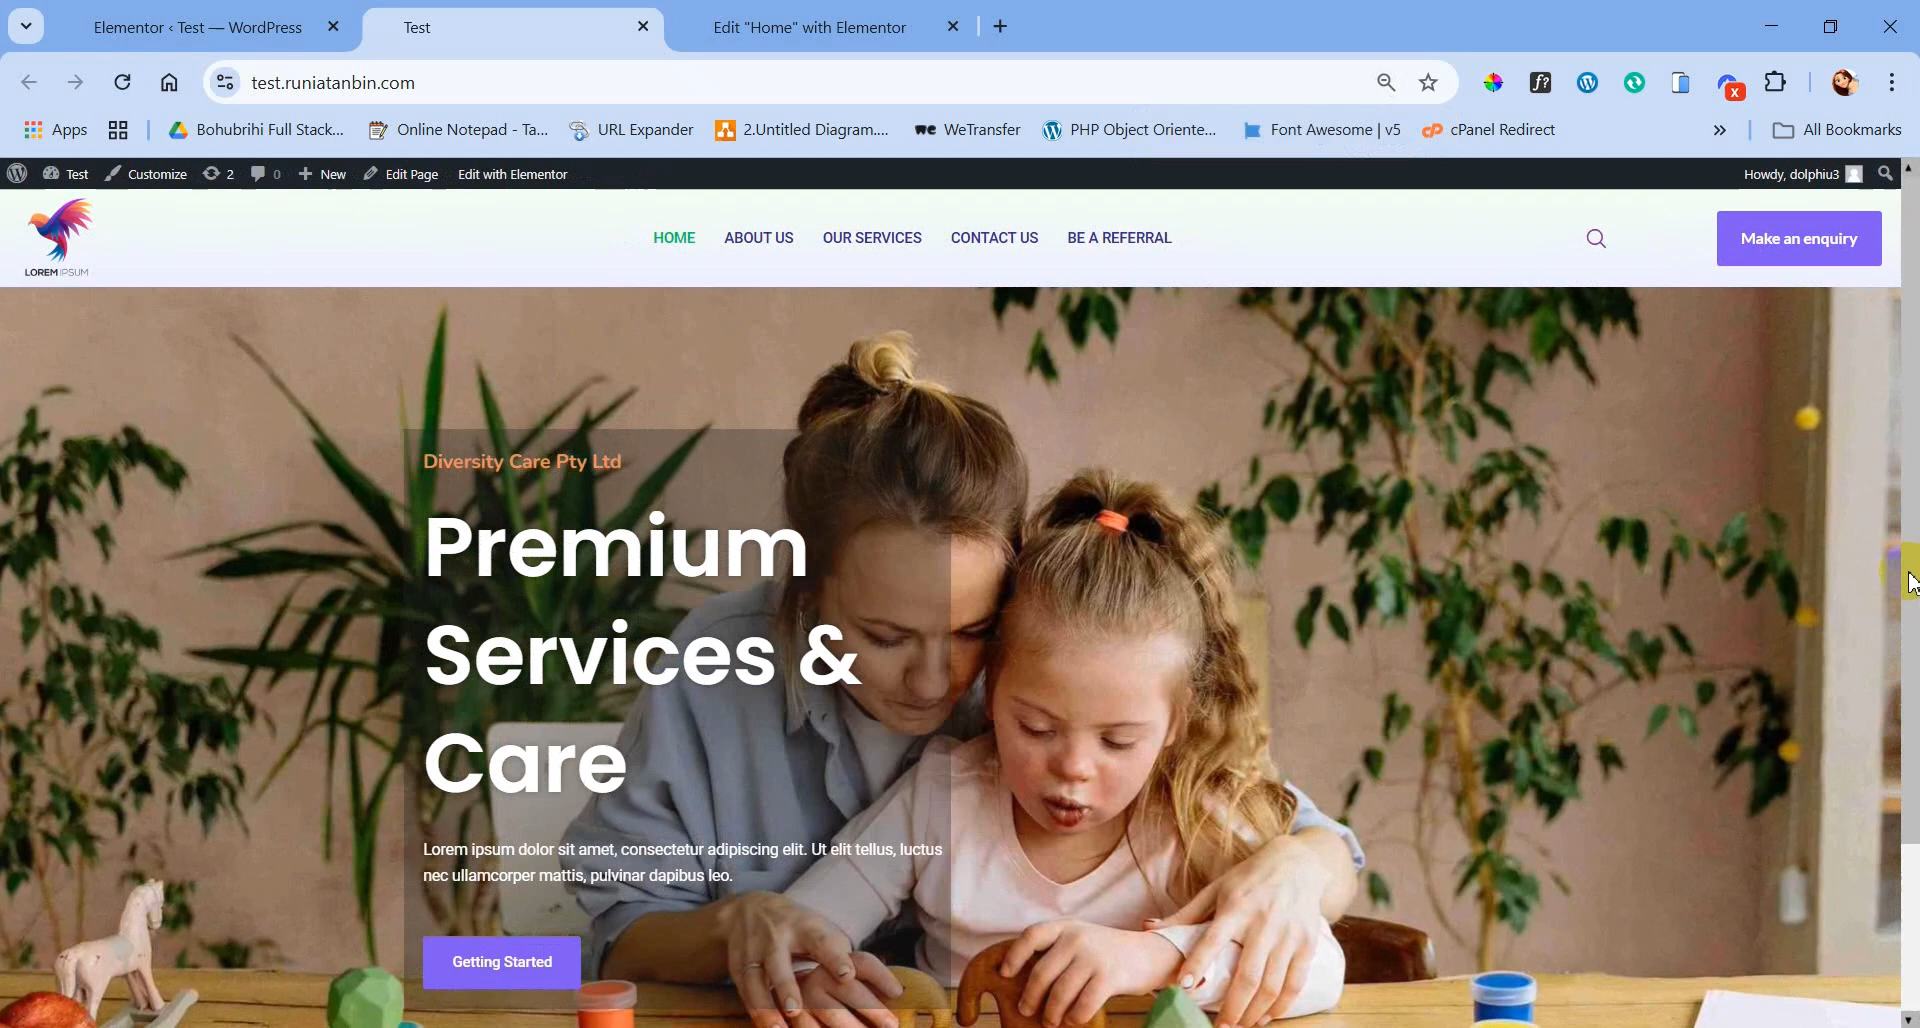 Elementor ‹ Test — WordPress
Test
Edit "Home" with Elementor
test.runiatanbin.com
Apps
Bohubrihi Full Stack...
Online Notepad - Ta...
URL Expander
2.Untitled Diagram....
WeTransfer
PHP Object Oriente...
Font Awesome | v5
cPanel Redirect
All Bookmarks
Test
Customize
2
0
New
Edit Page
Edit with Elementor
Howdy, dolphiu3
LOREM IPSUM
HOME
ABOUT US
OUR SERVICES
CONTACT US
BE A REFERRAL
Make an enquiry
Diversity Care Pty Ltd
Premium
Services &
Care
Lorem ipsum dolor sit amet, consectetur adipiscing elit. Ut elit tellus, luctus
nec ullamcorper mattis, pulvinar dapibus leo.
Getting Started